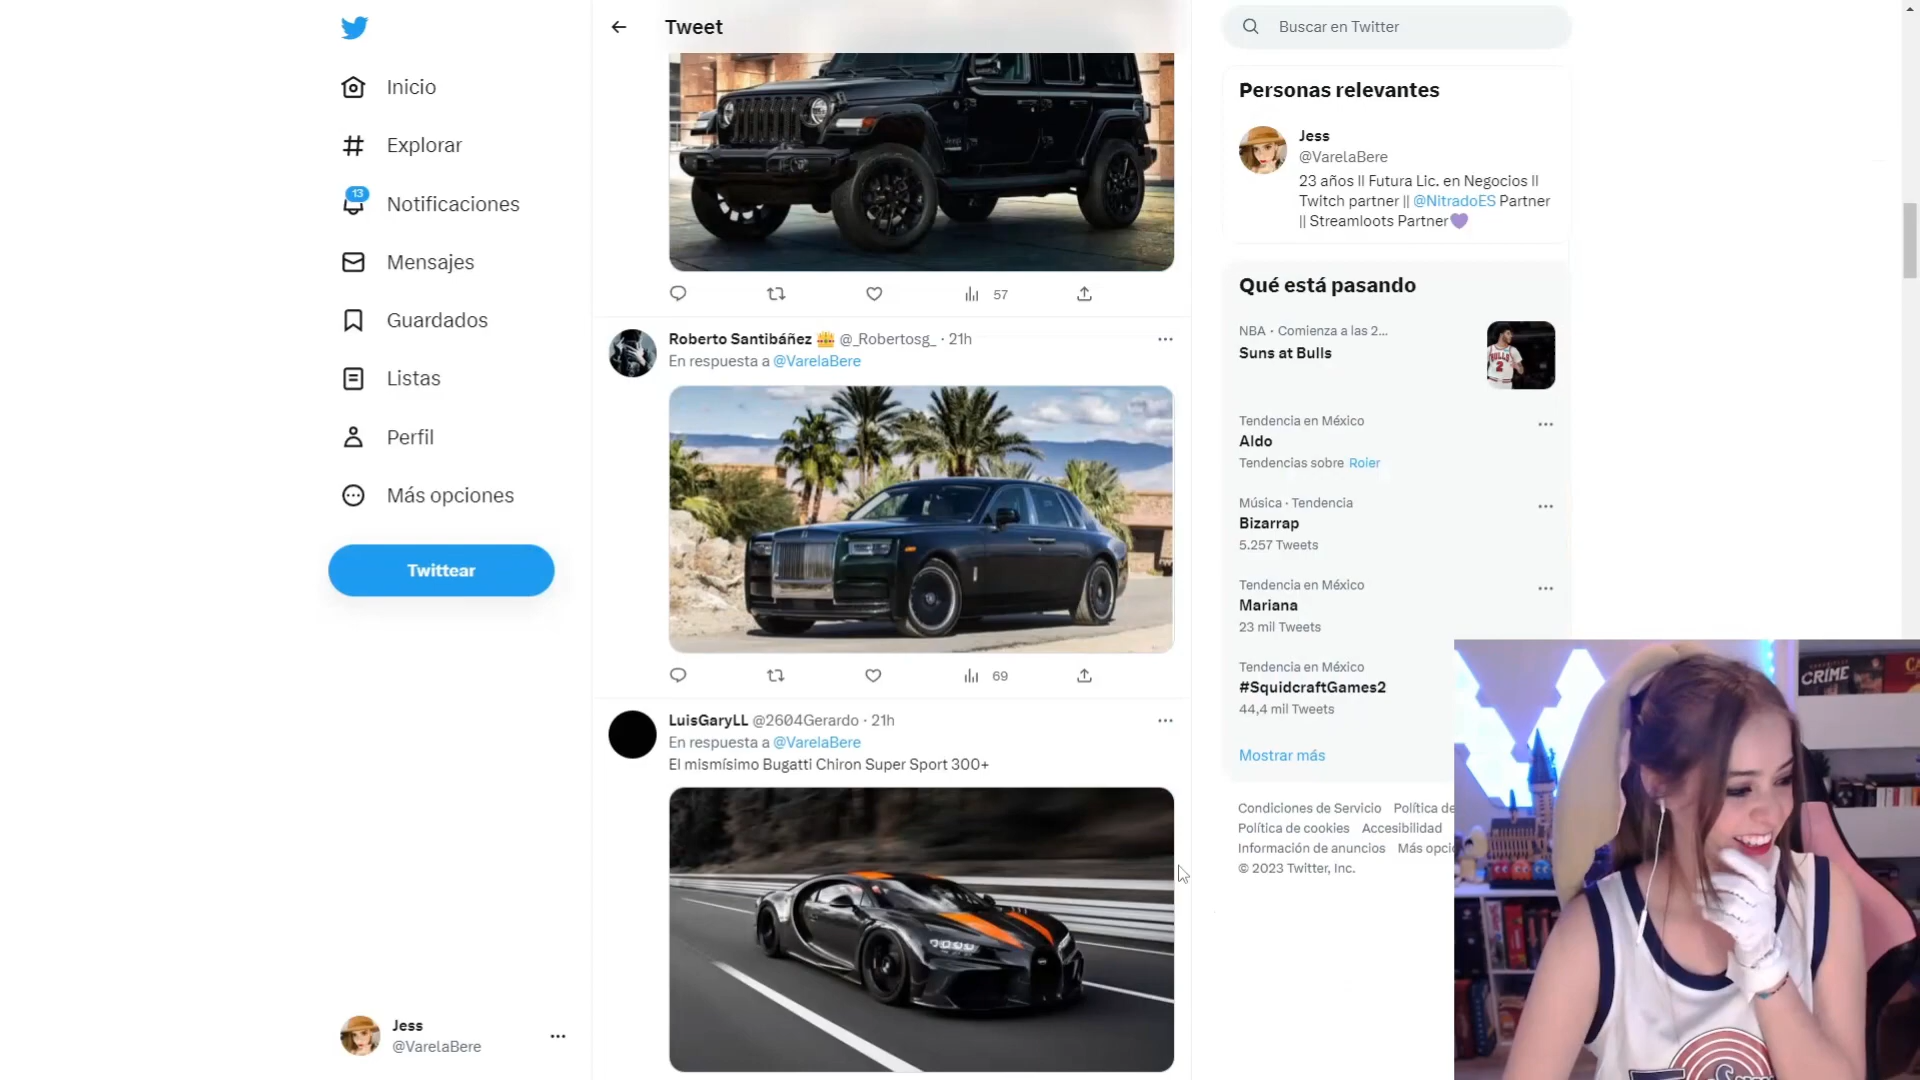 Inicio
Explorar
13
Notificaciones
Mensajes
Guardados
Listas
Perfil
Más opciones
Twittear
Jess
@VarelaBere
Tweet
57
Roberto Santibáñez @_Robertosg_ · 21h
En respuesta a @VarelaBere
69
LuisGaryLL @2604Gerardo · 21h
En respuesta a @VarelaBere
El mismísimo Bugatti Chiron Super Sport 300+
Buscar en Twitter
Personas relevantes
Jess
@VarelaBere
23 años ll Futura Lic. en Negocios ll
Twitch partner || @NitradoES Partner
|| Streamloots Partner💜
Qué está pasando
NBA · Comienza a las 2...
Suns at Bulls
BULLS
2
Tendencia en México
Aldo
Tendencias sobre Roier
Música · Tendencia
Bizarrap
5.257 Tweets
Tendencia en México
Mariana
23 mil Tweets
Tendencia en México
#SquidcraftGames2
44,4 mil Tweets
Mostrar más
Condiciones de Servicio Política de
Política de cookies Accesibilidad
Información de anuncios Más opci
© 2023 Twitter, Inc.
CRIME